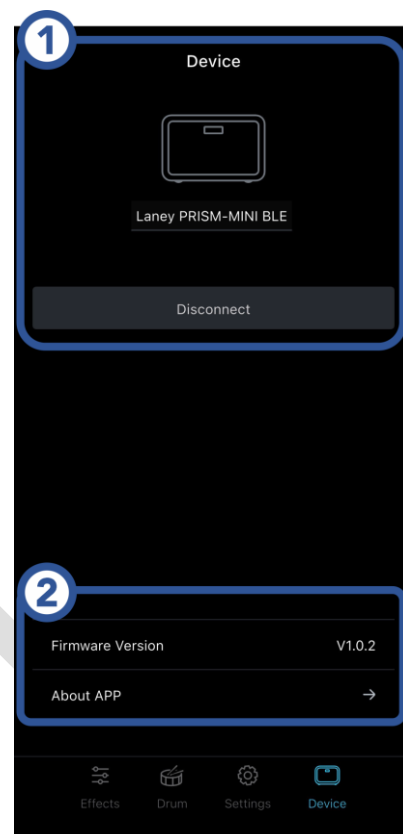 1
Device
Laney PRISM-MINI BLE
Disconnect
2
Firmware Version V1.0.2
About APP →
Effects Drum Settings Device